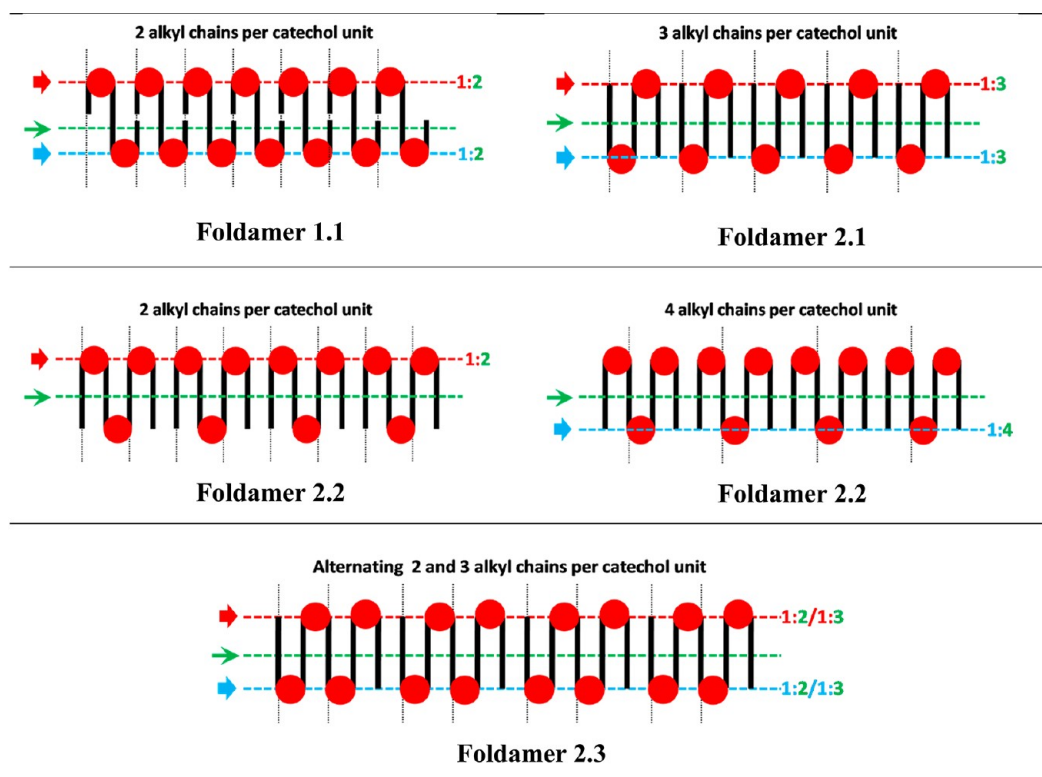 2 alkyl chains per catechol unit
1:2
1:2
Foldamer 1.1
3 alkyl chains per catechol unit
1:3
1:3
Foldamer 2.1
2 alkyl chains per catechol unit
1:2
Foldamer 2.2
4 alkyl chains per catechol unit
1:4
Foldamer 2.2
Alternating 2 and 3 alkyl chains per catechol unit
1:2/1:3
1:2/1:3
Foldamer 2.3